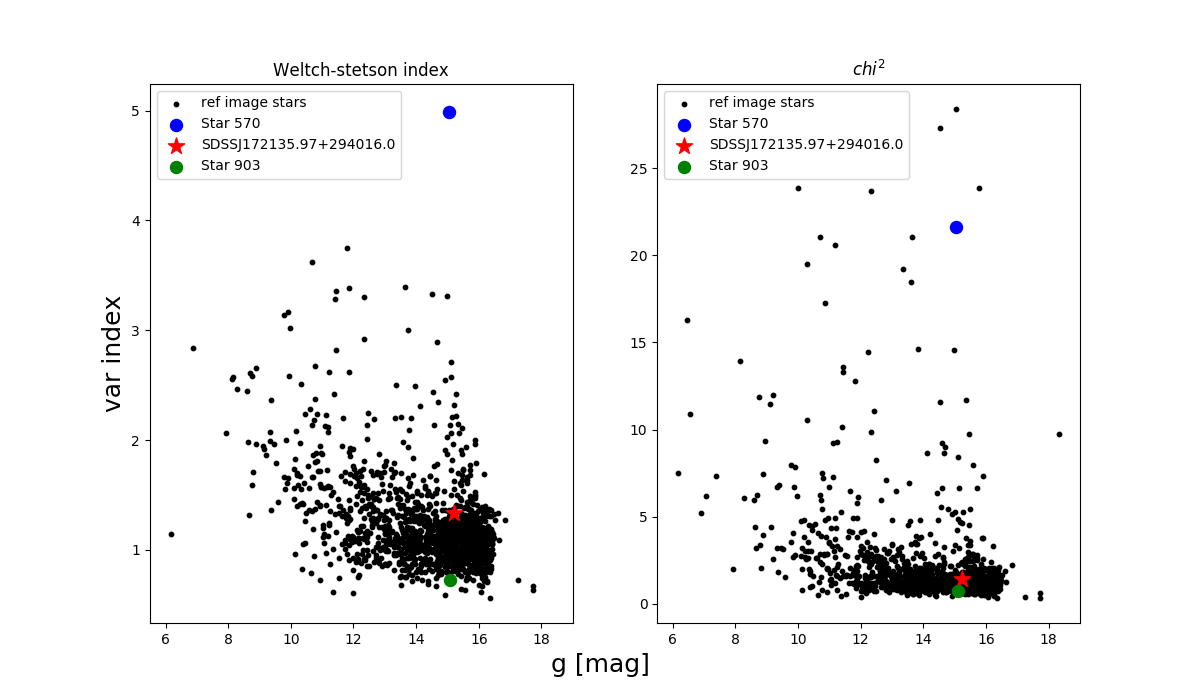 Weltch-stetson index
ref image stars
Star 570
SDSSJ172135.97+294016.0
Star 903
5
4
3
2
1
6 8 10 12 14 16 18
var index
chi²
ref image stars
Star 570
SDSSJ172135.97+294016.0
Star 903
25
20
15
10
5
0
6 8 10 12 14 16 18
g [mag]